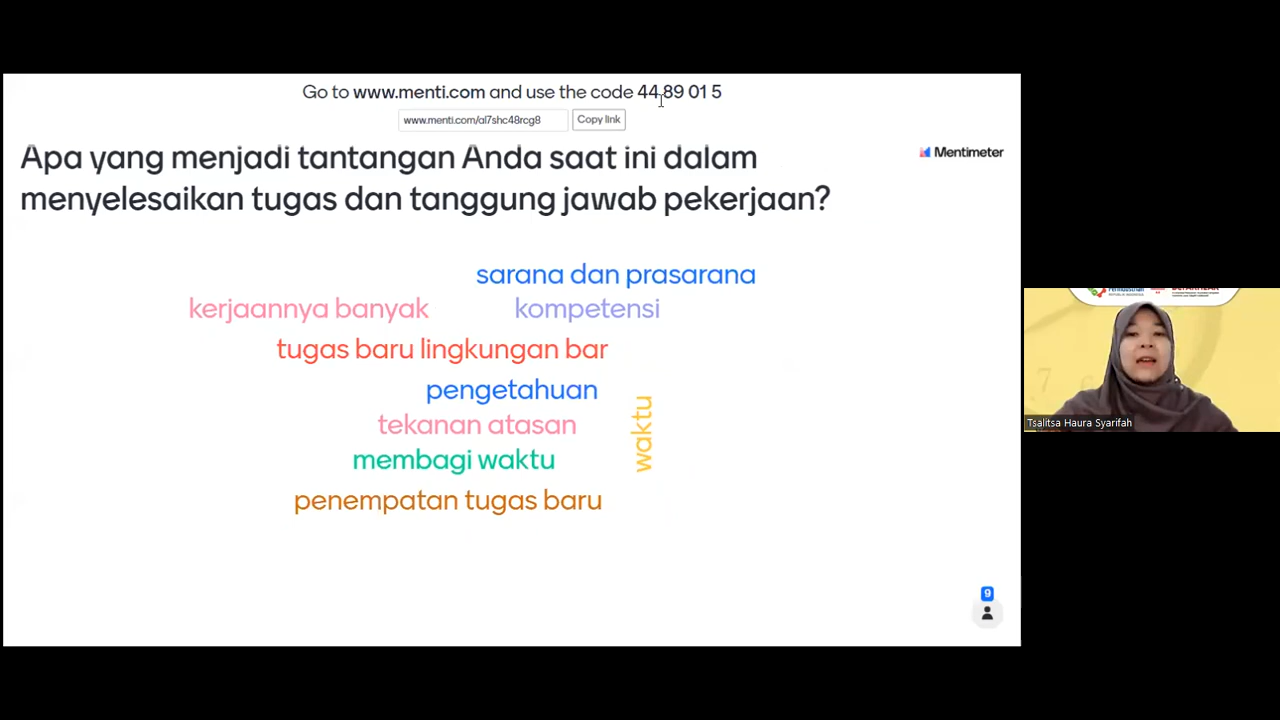 Go to www.menti.com and use the code 44 89 01 5
www.menti.com/al7shc48rcg8
Copy link
Apa yang menjadi tantangan Anda saat ini dalam
menyelesaikan tugas dan tanggung jawab pekerjaan?
Mentimeter
sarana dan prasarana
kerjaannya banyak
kompetensi
tugas baru lingkungan bar
pengetahuan
tekanan atasan
waktu
membagi waktu
penempatan tugas baru
9
REPUBLIK INDONESIA
7
Tsalitsa Haura Syarifah